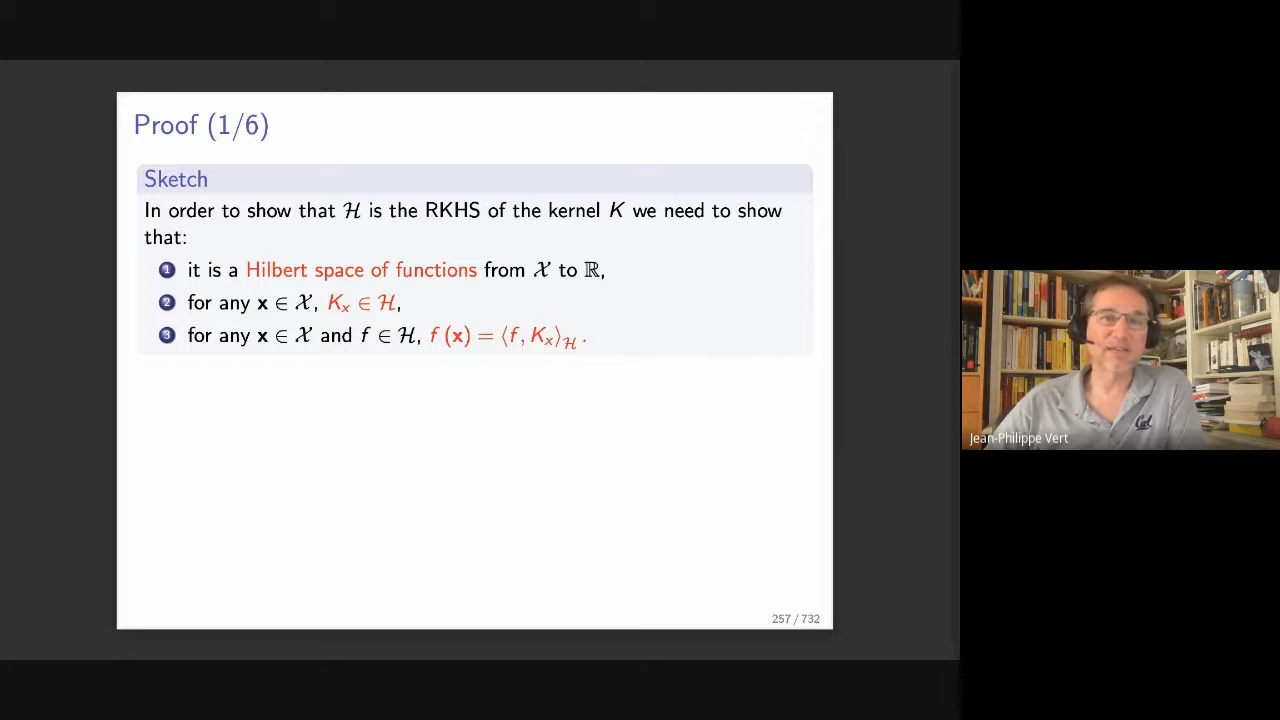 Proof (1/6)
Sketch
In order to show that ℋ is the RKHS of the kernel K we need to show
that:
1 it is a Hilbert space of functions from 𝒳 to ℝ,
2 for any x ∈ 𝒳, Kₓ ∈ ℋ,
3 for any x ∈ 𝒳 and f ∈ ℋ, f (x) = ⟨f, Kₓ⟩_ℋ .
257 / 732
Cal
Jean-Philippe Vert